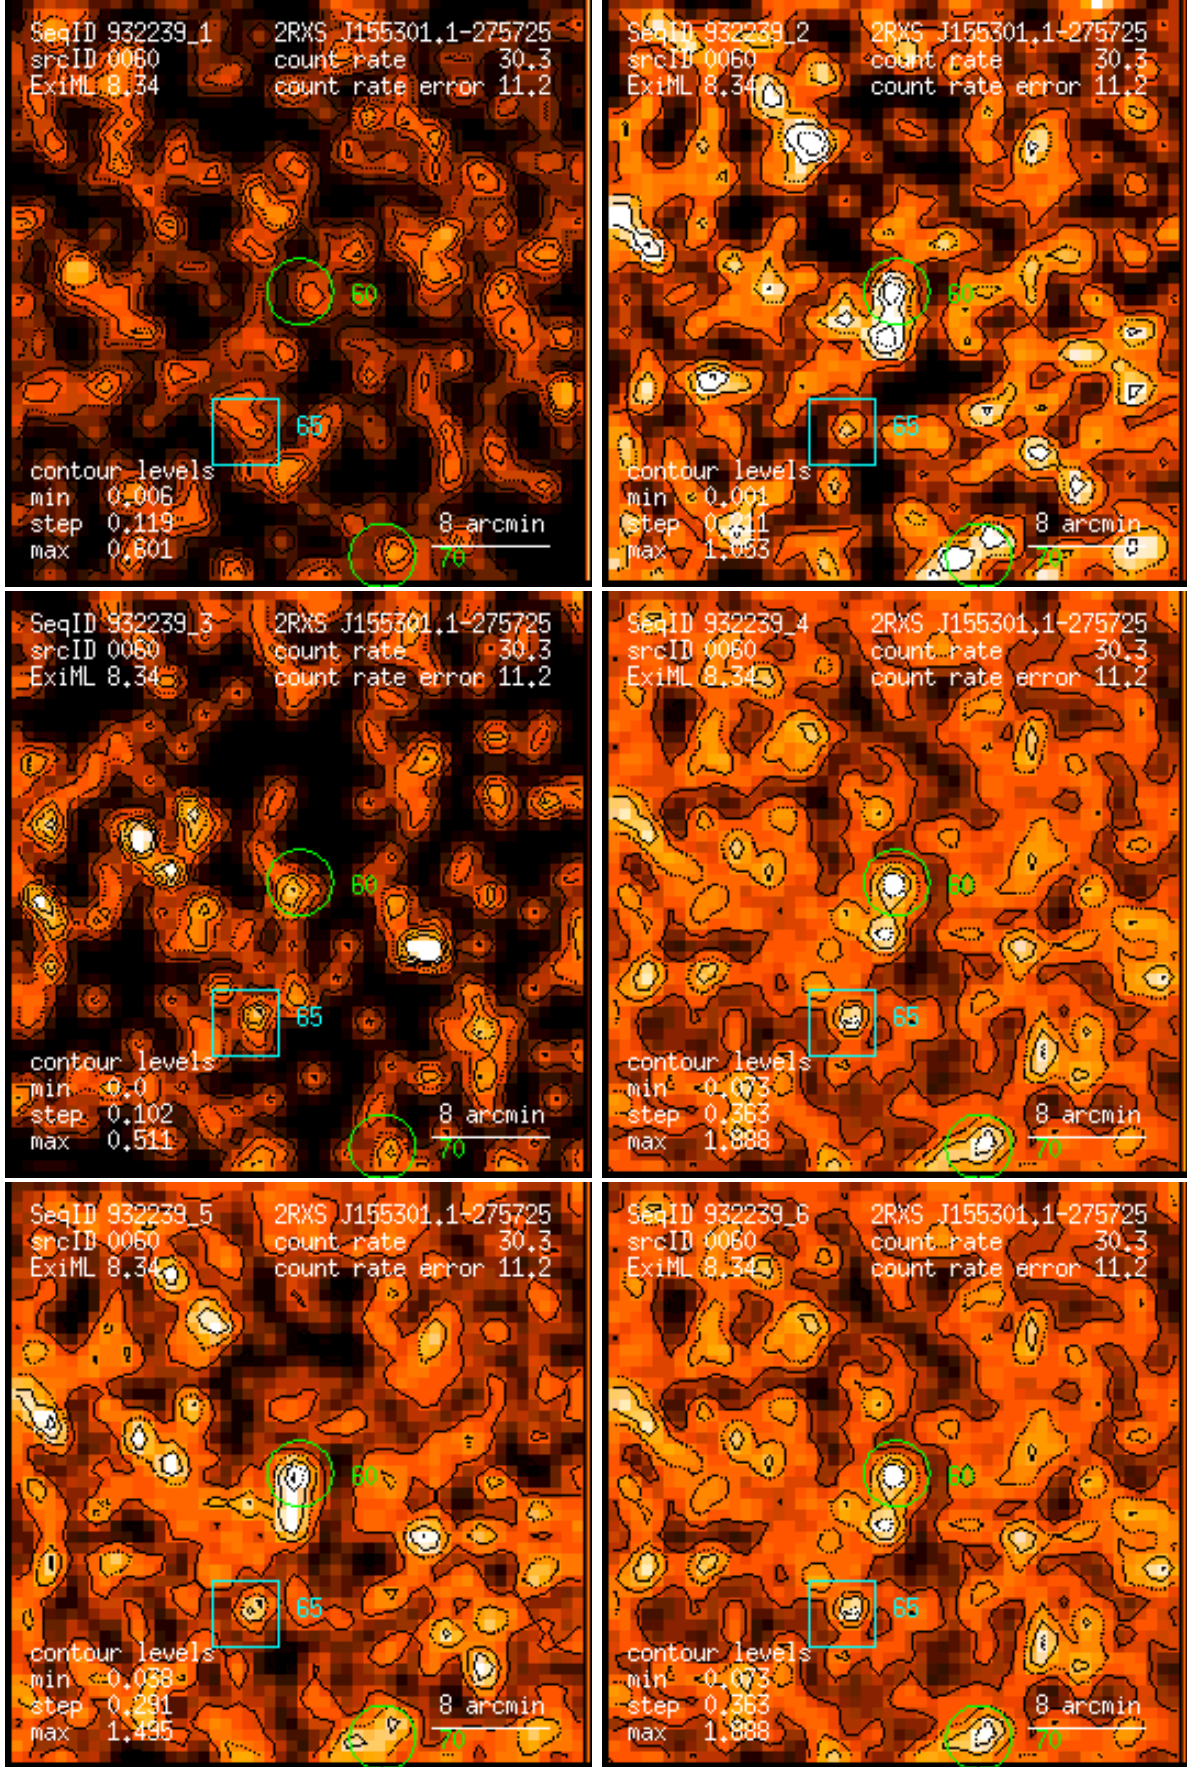 SeqID 932239_1 2RXS J155301.1-275725
srcID 0060 count rate 30.3
ExiML 8.34 count rate error 11.2
60
65
contour levels
min 0.006
step 0.119 8 arcmin
max 0.601 70
SeqID 932239_2 2RXS J155301.1-275725
srcID 0060 count rate 30.3
ExiML 8.34 count rate error 11.2
60
65
contour levels
min 0.001
step 0.211 8 arcmin
max 1.053 70
SeqID 932239_3 2RXS J155301.1-275725
srcID 0060 count rate 30.3
ExiML 8.34 count rate error 11.2
60
65
contour levels
min 0.0
step 0.102 8 arcmin
max 0.511 70
SeqID 932239_4 2RXS J155301.1-275725
srcID 0060 count rate 30.3
ExiML 8.34 count rate error 11.2
60
65
contour levels
min 0.073
step 0.363 8 arcmin
max 1.888 70
SeqID 932239_5 2RXS J155301.1-275725
srcID 0060 count rate 30.3
ExiML 8.34 count rate error 11.2
60
65
contour levels
min 0.038
step 0.291 8 arcmin
max 1.495 70
SeqID 932239_6 2RXS J155301.1-275725
srcID 0060 count rate 30.3
ExiML 8.34 count rate error 11.2
60
65
contour levels
min 0.073
step 0.363 8 arcmin
max 1.888 70